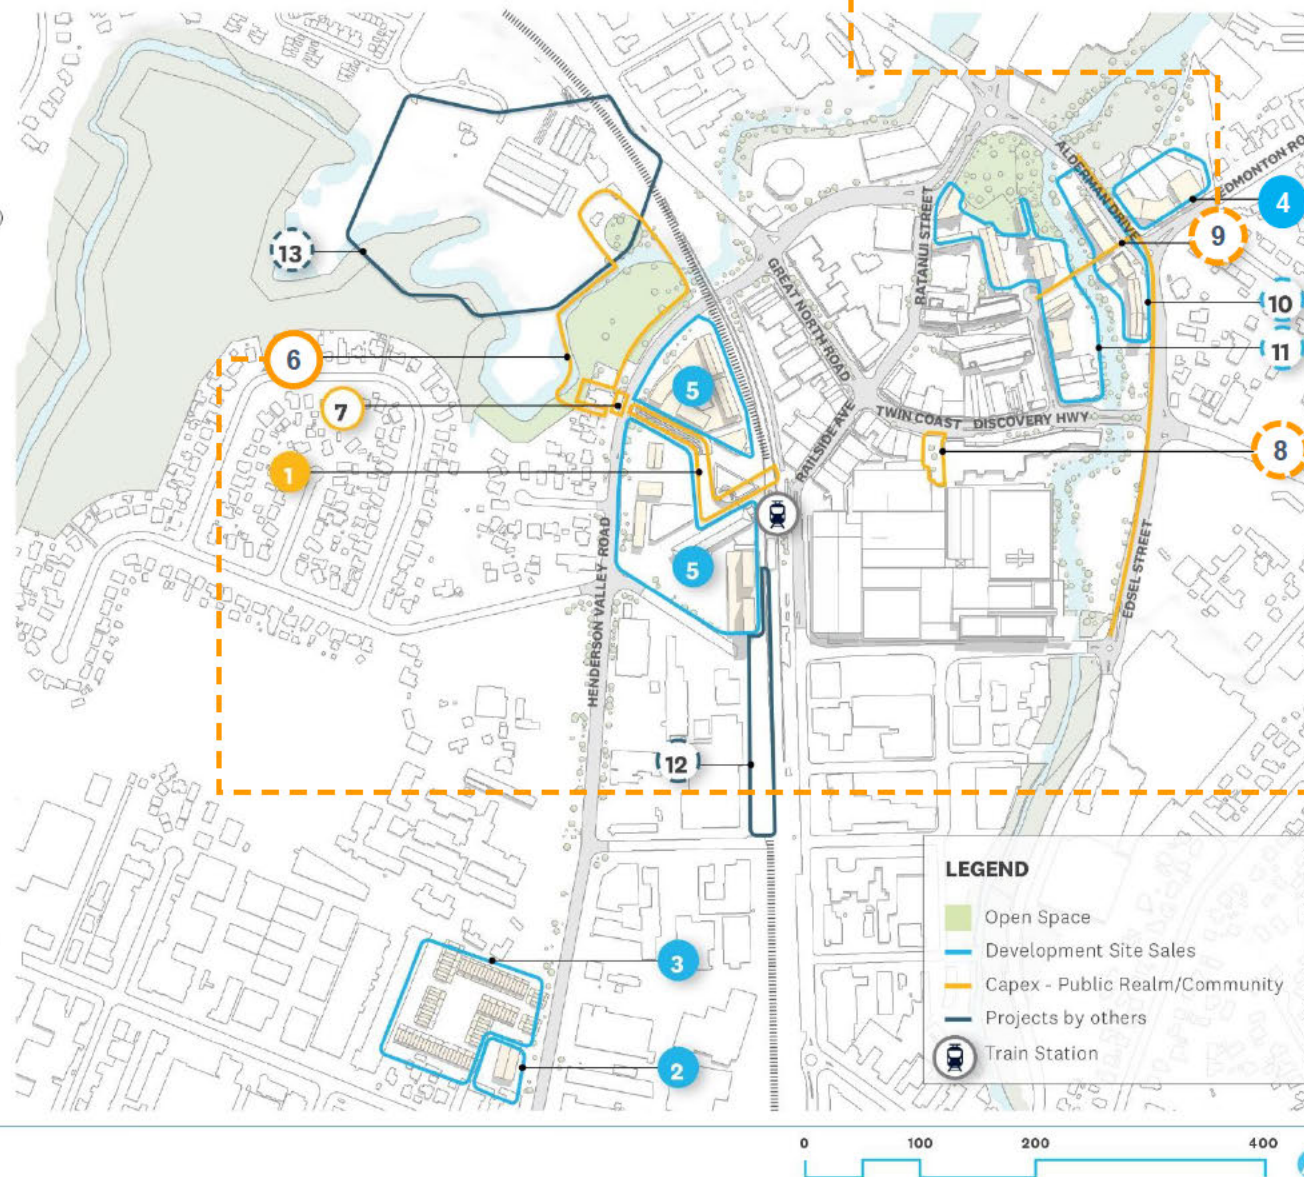 ALDERMAN DRIVE
EDMONTON RO
4
RATANUI STREET
9
13
GREAT NORTH ROAD
10
11
6
5
7
TWIN COAST DISCOVERY HWY
RAILSIDE AVE
8
1
HENDERSON VALLEY ROAD
5
EDSEL STREET
12
LEGEND
Open Space
Development Site Sales
Capex - Public Realm/Community
Projects by others
Train Station
3
2
0 100 200 400